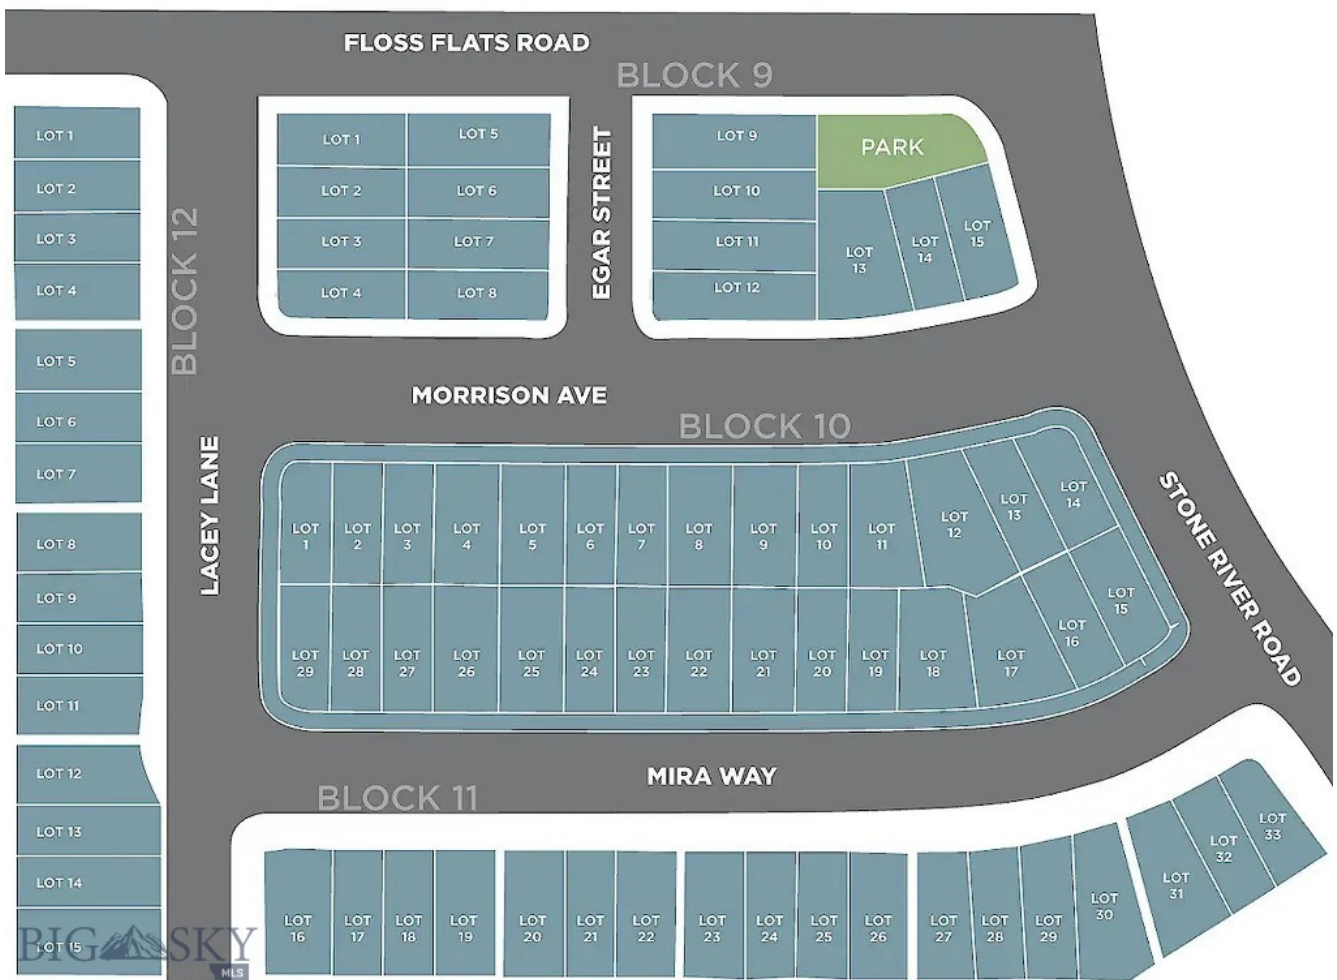 FLOSS FLATS ROAD
BLOCK 9
LOT 1
LOT 2
LOT 3
LOT 4
LOT 5
LOT 6
LOT 7
LOT 8
LOT 9
LOT 10
LOT 11
LOT 12
LOT 13
LOT 14
LOT 15
BLOCK 12
LACEY LANE
LOT 1
LOT 2
LOT 3
LOT 4
LOT 5
LOT 6
LOT 7
LOT 8
EGAR STREET
LOT 9
LOT 10
LOT 11
LOT 12
PARK
LOT
13
LOT
14
LOT
15
MORRISON AVE
BLOCK 10
LOT
1
LOT
2
LOT
3
LOT
4
LOT
5
LOT
6
LOT
7
LOT
8
LOT
9
LOT
10
LOT
11
LOT
12
LOT
13
LOT
14
LOT
15
LOT
16
LOT
17
LOT
18
LOT
19
LOT
20
LOT
21
LOT
22
LOT
23
LOT
24
LOT
25
LOT
26
LOT
27
LOT
28
LOT
29
STONE RIVER ROAD
MIRA WAY
BLOCK 11
LOT
16
LOT
17
LOT
18
LOT
19
LOT
20
LOT
21
LOT
22
LOT
23
LOT
24
LOT
25
LOT
26
LOT
27
LOT
28
LOT
29
LOT
30
LOT
31
LOT
32
LOT
33
BIG SKY
MLS